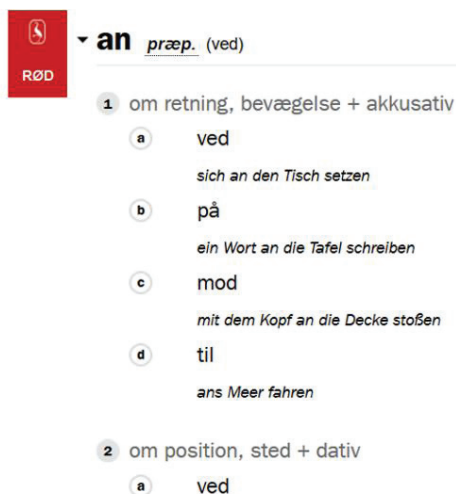 RØD
an præp. (ved)
1 om retning, bevægelse + akkusativ
a ved
sich an den Tisch setzen
b på
ein Wort an die Tafel schreiben
c mod
mit dem Kopf an die Decke stoßen
d til
ans Meer fahren
2 om position, sted + dativ
a ved